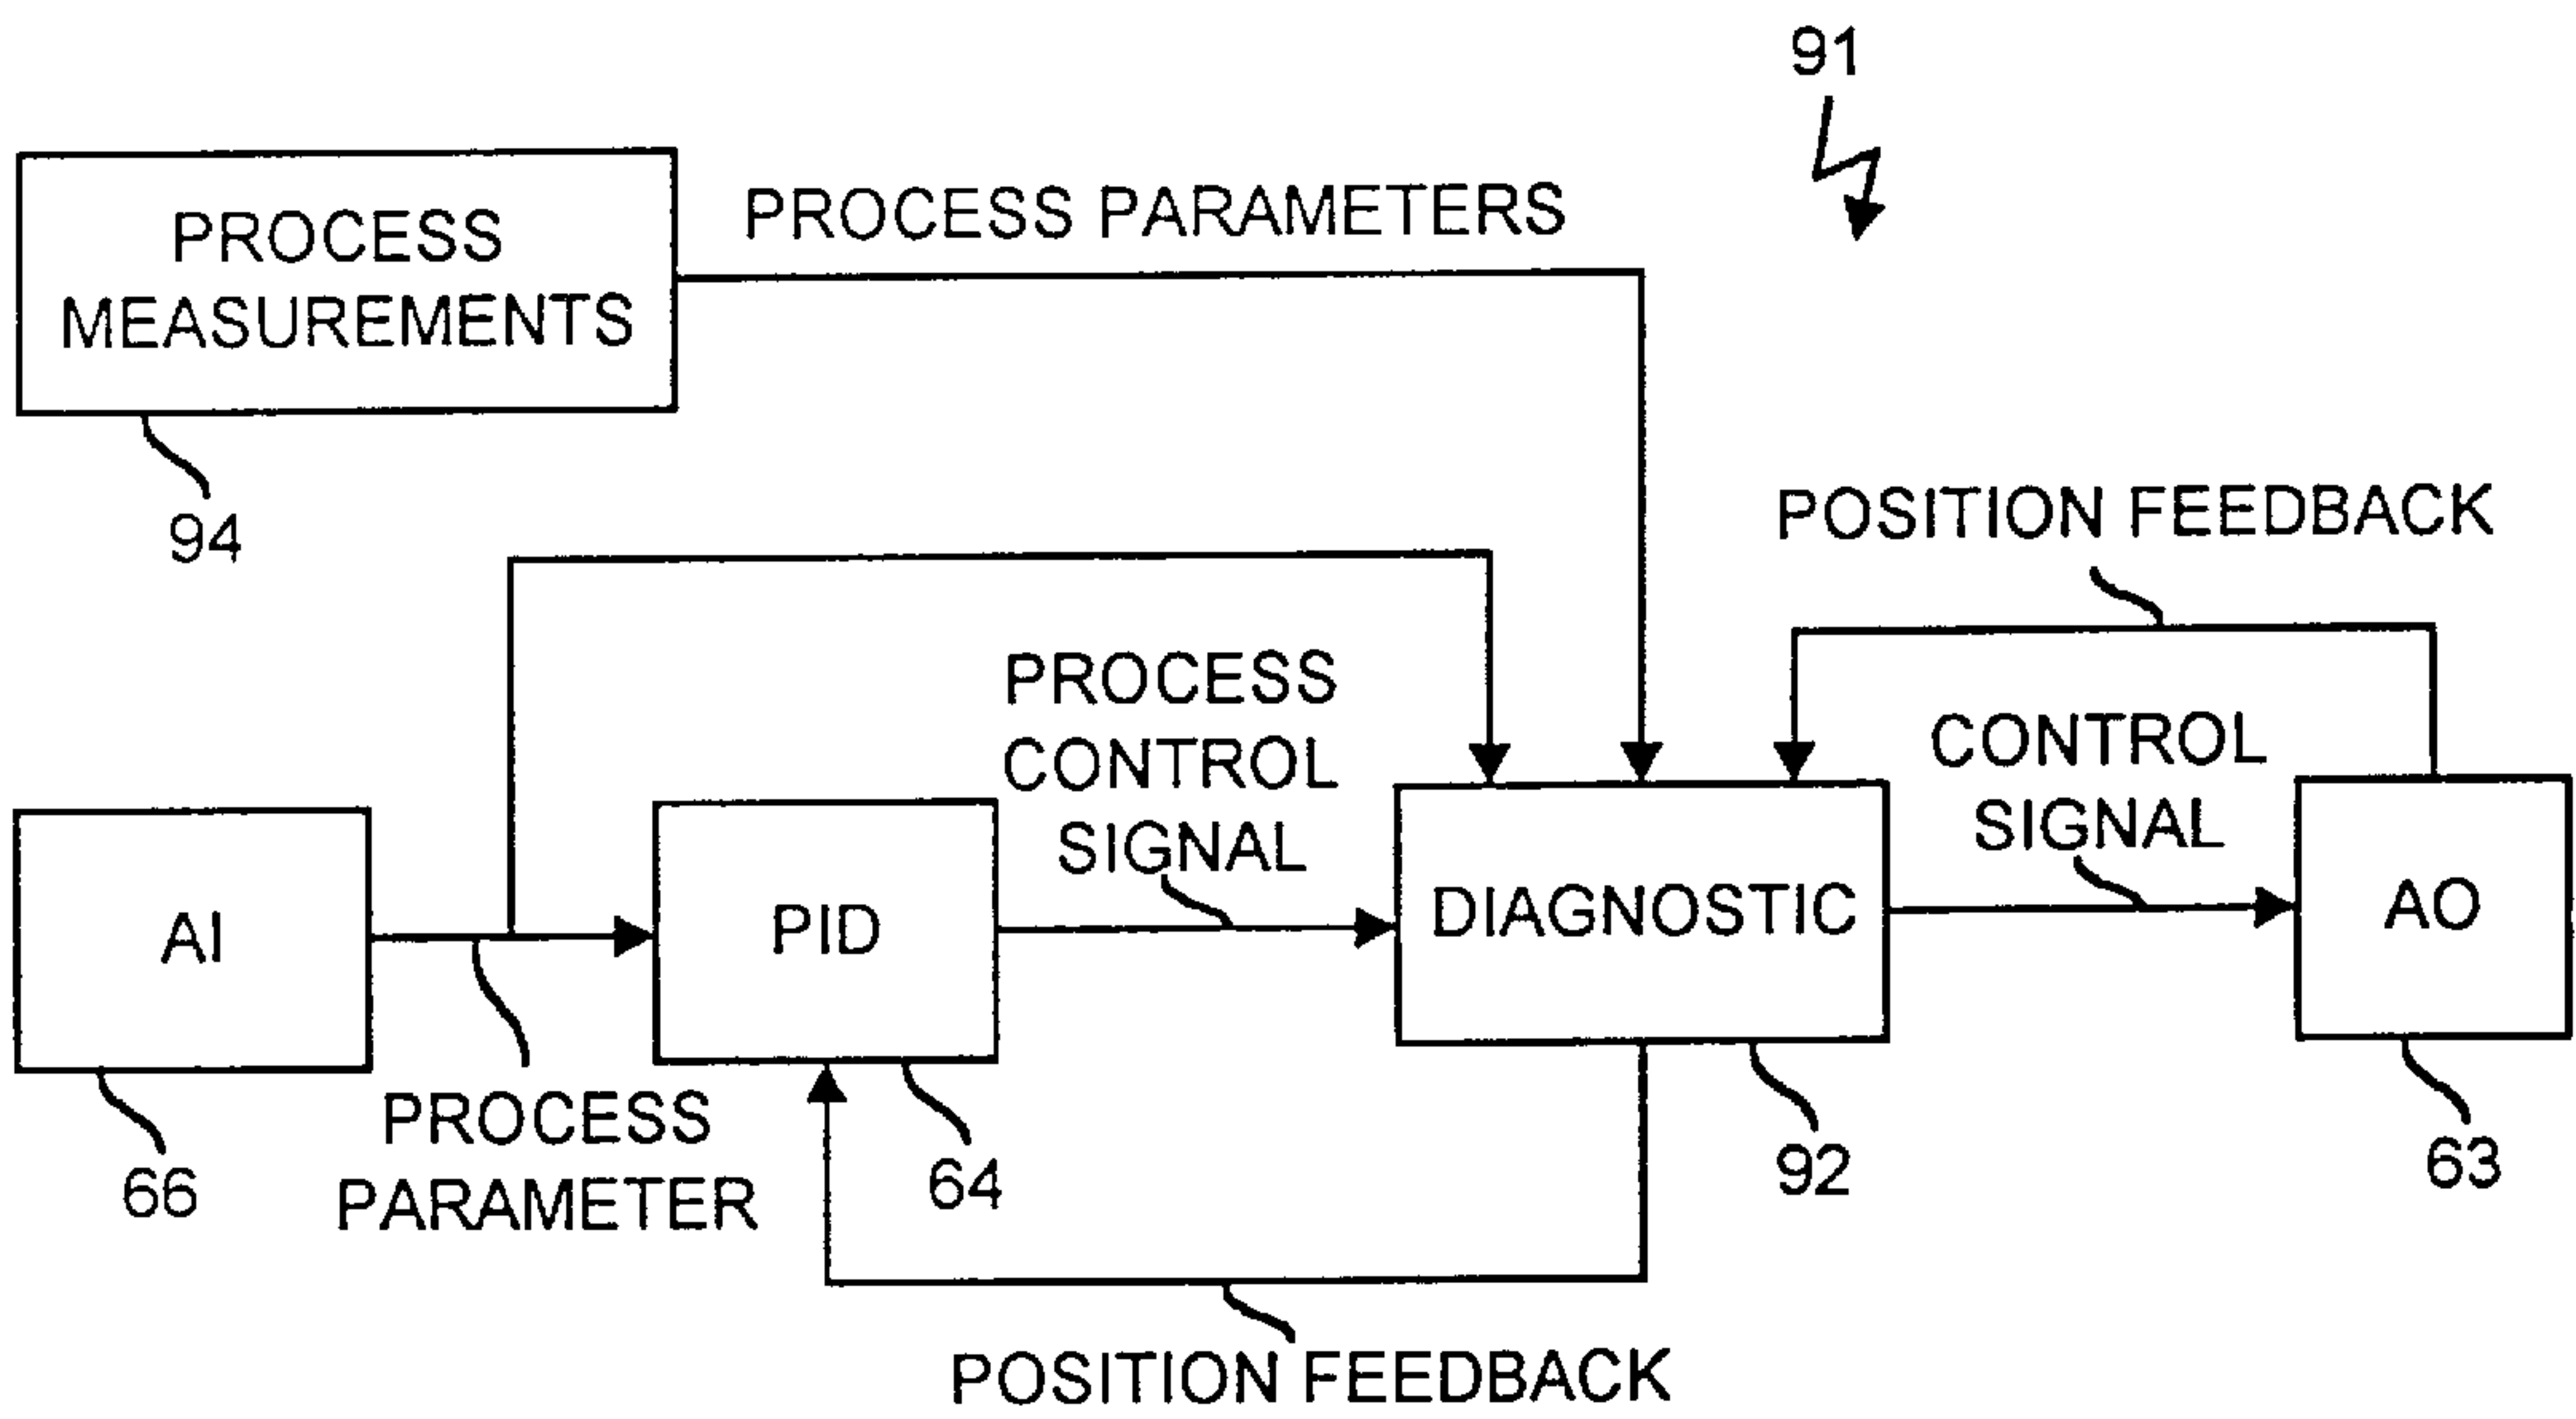 91
PROCESS
MEASUREMENTS
PROCESS PARAMETERS
94
POSITION FEEDBACK
PROCESS
CONTROL
SIGNAL
CONTROL
SIGNAL
AI
PID
DIAGNOSTIC
AO
PROCESS
PARAMETER
66
64
92
63
POSITION FEEDBACK